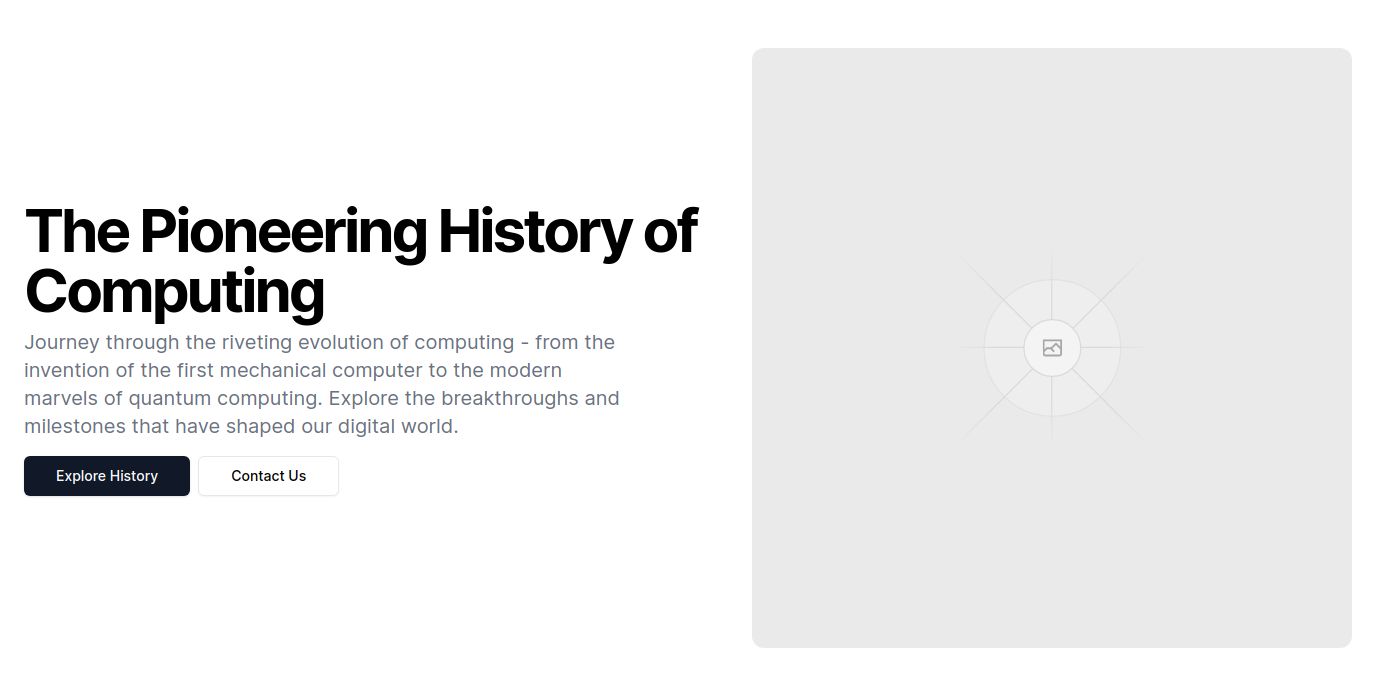 The Pioneering History of
Computing
Journey through the riveting evolution of computing - from the
invention of the first mechanical computer to the modern
marvels of quantum computing. Explore the breakthroughs and
milestones that have shaped our digital world.
Explore History
Contact Us